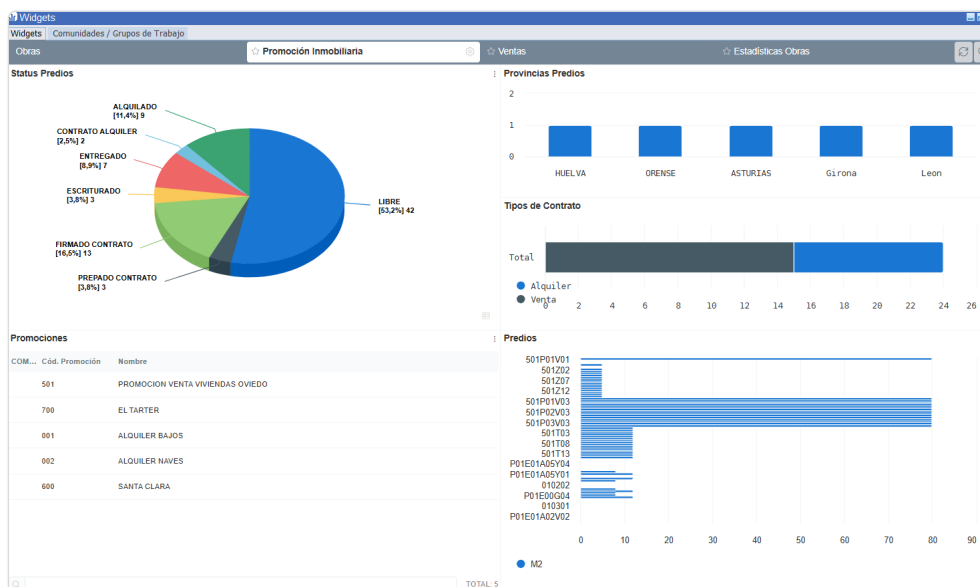 Widgets
Widgets Comunidades / Grupos de Trabajo
Obras ☆ Promoción Inmobiliaria ☆ Ventas ☆ Estadísticas Obras
Status Predios
ALQUILADO
[11,4%] 9
CONTRATO ALQUILER
[2,5%] 2
ENTREGADO
[8,9%] 7
ESCRITURADO
[3,8%] 3
LIBRE
[53,2%] 42
FIRMADO CONTRATO
[16,5%] 13
PREPADO CONTRATO
[3,8%] 3
Provincias Predios
2
1
0
HUELVA ORENSE ASTURIAS Girona Leon
Tipos de Contrato
Total
Alquiler
Venta
0 2 4 6 8 10 12 14 16 18 20 22 24 26
Promociones
COM... Cód. Promoción Nombre
501 PROMOCION VENTA VIVIENDAS OVIEDO
700 EL TARTER
001 ALQUILER BAJOS
002 ALQUILER NAVES
600 SANTA CLARA
TOTAL: 5
Predios
501P01V01
501Z02
501Z07
501Z12
501P01V03
501P02V03
501P03V03
501T03
501T08
501T13
P01E01A05Y04
P01E01A05Y01
010202
P01E00G04
010301
P01E01A02V02
0 10 20 30 40 50 60 70 80 90
M2